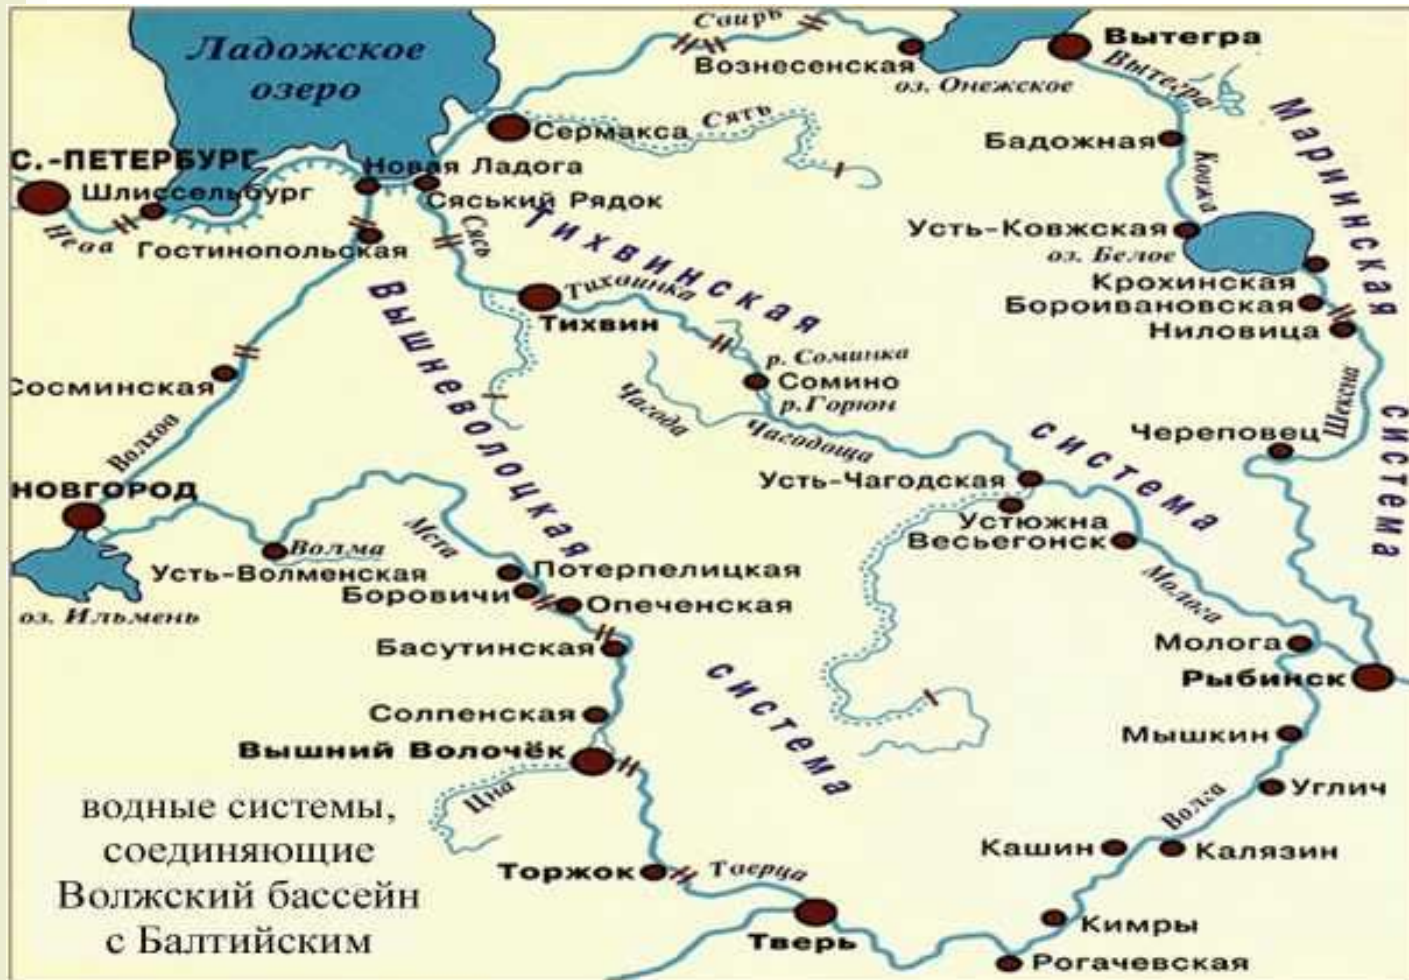 Ладожское
озеро
Свирь
Вознесенская
оз. Онежское
Вытегра
Вытегра
Мариинская
система
Сермакса
Сять
Бадожная
Ковжа
С.-ПЕТЕРБУРГ
Новая Ладога
Шлиссельбург
Сяський Рядок
Нева
Гостинопольская
Сясь
Тихвинская
система
Усть-Ковжская
оз. Белое
Крохинская
Бороивановская
Ниловица
Тихвинка
Тихвин
Вышневолоцкая
система
р. Соминка
Сомино
р. Горюн
Сосминская
Чагода
Чагодоща
Шексна
Череповец
Волхов
НОВГОРОД
Усть-Чагодская
Устюжна
Весьегонск
Мста
Волма
Усть-Волменская
Потерпелицкая
Боровичи
Опеченская
оз. Ильмень
Молога
Молога
Басутинская
Рыбинск
Солпенская
Вышний Волочёк
Мышкин
Цна
Углич
Волга
водные системы,
соединяющие
Волжский бассейн
с Балтийским
Кашин
Калязин
Торжок
Тверца
Кимры
Тверь
Рогачевская